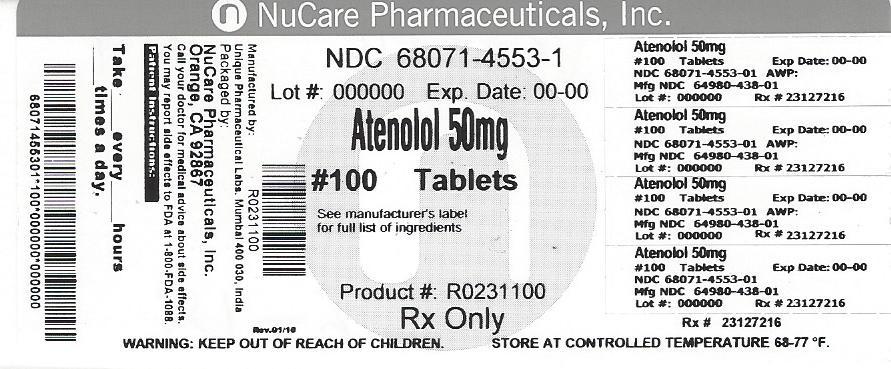 n NuCare Pharmaceuticals, Inc.
68071455301*100*000000*000000
Take ____ every ____ hours
____ times a day.
Patient Instructions:
You may report side effects to FDA at 1-800-FDA-1088.
Call your doctor for medical advice about side effects.
Orange, CA 92867
NuCare Pharmaceuticals, Inc.
Packaged by:
Unique Pharmaceutical Labs, Mumbai 400 030, India
Manufactured by:
R0231100
NDC 68071-4553-1
Lot #: 000000 Exp. Date: 00-00
Atenolol 50mg
#100 Tablets
See manufacturer's label
for full list of ingredients
Product #: R0231100
Rx Only
Rev.01/16
WARNING: KEEP OUT OF REACH OF CHILDREN. STORE AT CONTROLLED TEMPERATURE 68-77 °F.
Atenolol 50mg
#100 Tablets Exp Date: 00-00
NDC 68071-4553-01 AWP:
Mfg NDC 64980-438-01
Lot #: 000000 Rx # 23127216
Atenolol 50mg
#100 Tablets Exp Date: 00-00
NDC 68071-4553-01 AWP:
Mfg NDC 64980-438-01
Lot #: 000000 Rx # 23127216
Atenolol 50mg
#100 Tablets Exp Date: 00-00
NDC 68071-4553-01 AWP:
Mfg NDC 64980-438-01
Lot #: 000000 Rx # 23127216
Atenolol 50mg
#100 Tablets Exp Date: 00-00
NDC 68071-4553-01
Mfg NDC 64980-438-01
Lot #: 000000 Rx # 23127216
Rx # 23127216